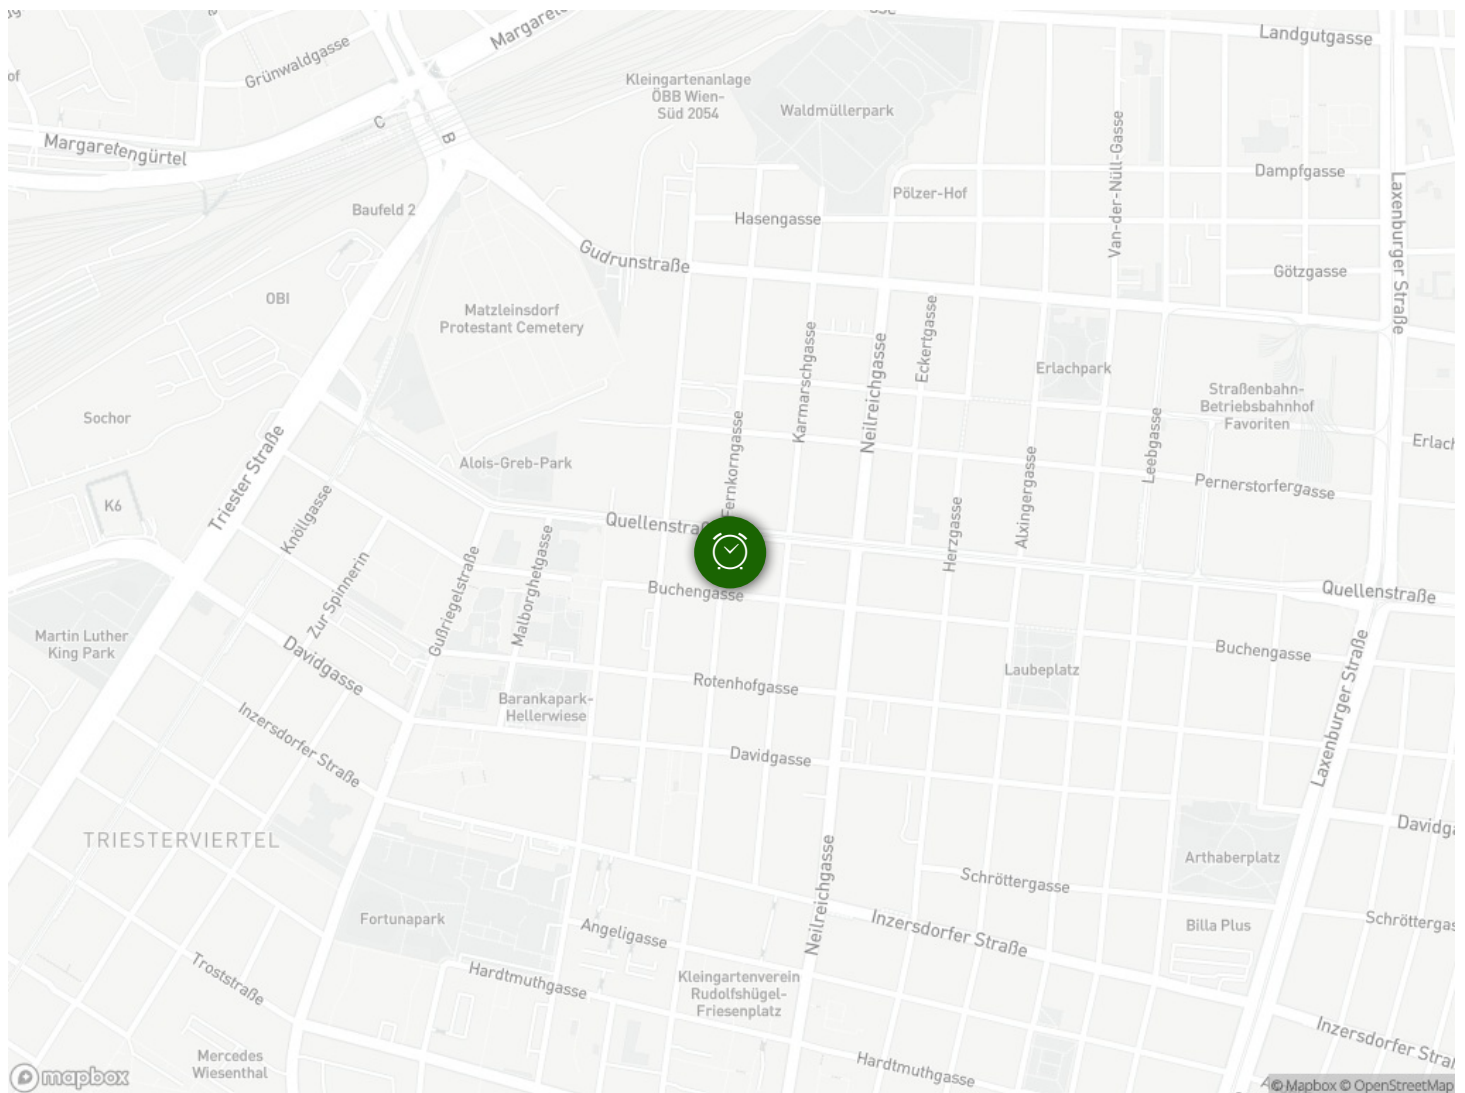 Landgutgasse
Grünwaldgasse
Kleingartenanlage
ÖBB Wien-
Süd 2054
Waldmüllerpark
C
B
Margaretengürtel
Dampfgasse
Van-der-Nüll-Gasse
Laxenburger Straße
Pölzer-Hof
Baufeld 2
Hasengasse
Gudrunstraße
Götzgasse
OBI
Matzleinsdorf
Protestant Cemetery
Karmarschgasse
Neilreichgasse
Eckertgasse
Erlachpark
Straßenbahn-
Betriebsbahnhof
Favoriten
Sochor
Fernkorngasse
Leebgasse
Erlach
Triester Straße
Alois-Greb-Park
Alxingergasse
Pernerstorfergasse
K6
Knöllgasse
Quellenstraß
Herzgasse
Zur Spinnerin
Gußriegelstraße
Malborghetgasse
Buchengasse
Quellenstraße
Martin Luther
King Park
Davidgasse
Laubeplatz
Buchengasse
Rotenhofgasse
Barankapark-
Hellerwiese
Laxenburger Straße
Inzersdorfer Straße
Davidgasse
TRIESTERVIERTEL
Davidga
Neilreichgasse
Arthaberplatz
Schröttergasse
Fortunapark
Angeligasse
Inzersdorfer Straße
Billa Plus
Schröttergas
Troststraße
Hardtmuthgasse
Kleingartenverein
Rudolfshügel-
Friesenplatz
Inzersdorfer Straß
Mercedes
Wiesenthal
Hardtmuthgasse
mapbox
© Mapbox © OpenStreetMap